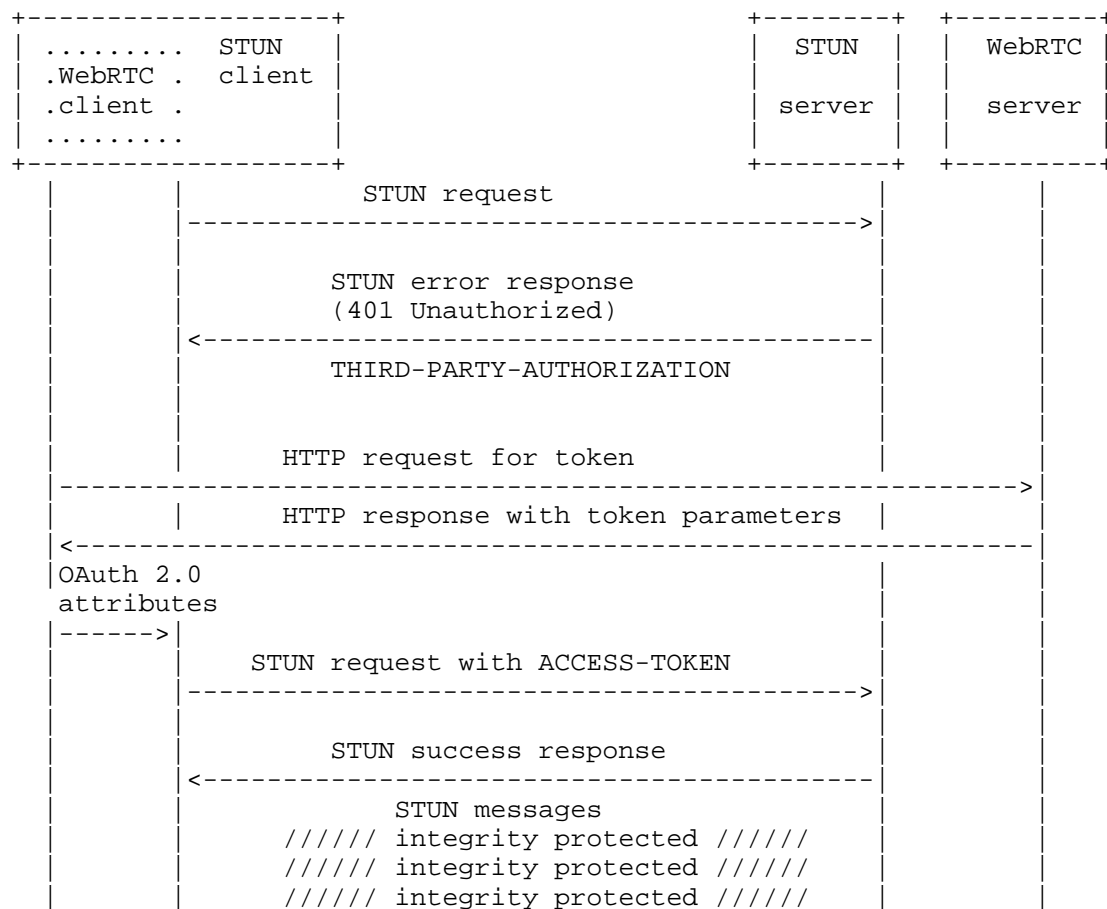 +-------------------+ +--------+ +---------+
| ......... STUN | | STUN | | WebRTC |
| .WebRTC . client | | | | |
| .client . | | server | | server |
| ......... | | | | |
+-------------------+ +--------+ +---------+
| | STUN request | |
| |------------------------------------------>| |
| | | |
| | STUN error response | |
| | (401 Unauthorized) | |
| |<------------------------------------------| |
| | THIRD-PARTY-AUTHORIZATION | |
| | | |
| | | |
| | HTTP request for token | |
|------------------------------------------------------------>|
| | HTTP response with token parameters | |
|<------------------------------------------------------------|
|OAuth 2.0 | |
attributes | |
|------>| | |
| | STUN request with ACCESS-TOKEN | |
| |------------------------------------------>| |
| | | |
| | STUN success response | |
| |<------------------------------------------| |
| | STUN messages | |
| | ////// integrity protected ////// | |
| | ////// integrity protected ////// | |
| | ////// integrity protected ////// | |